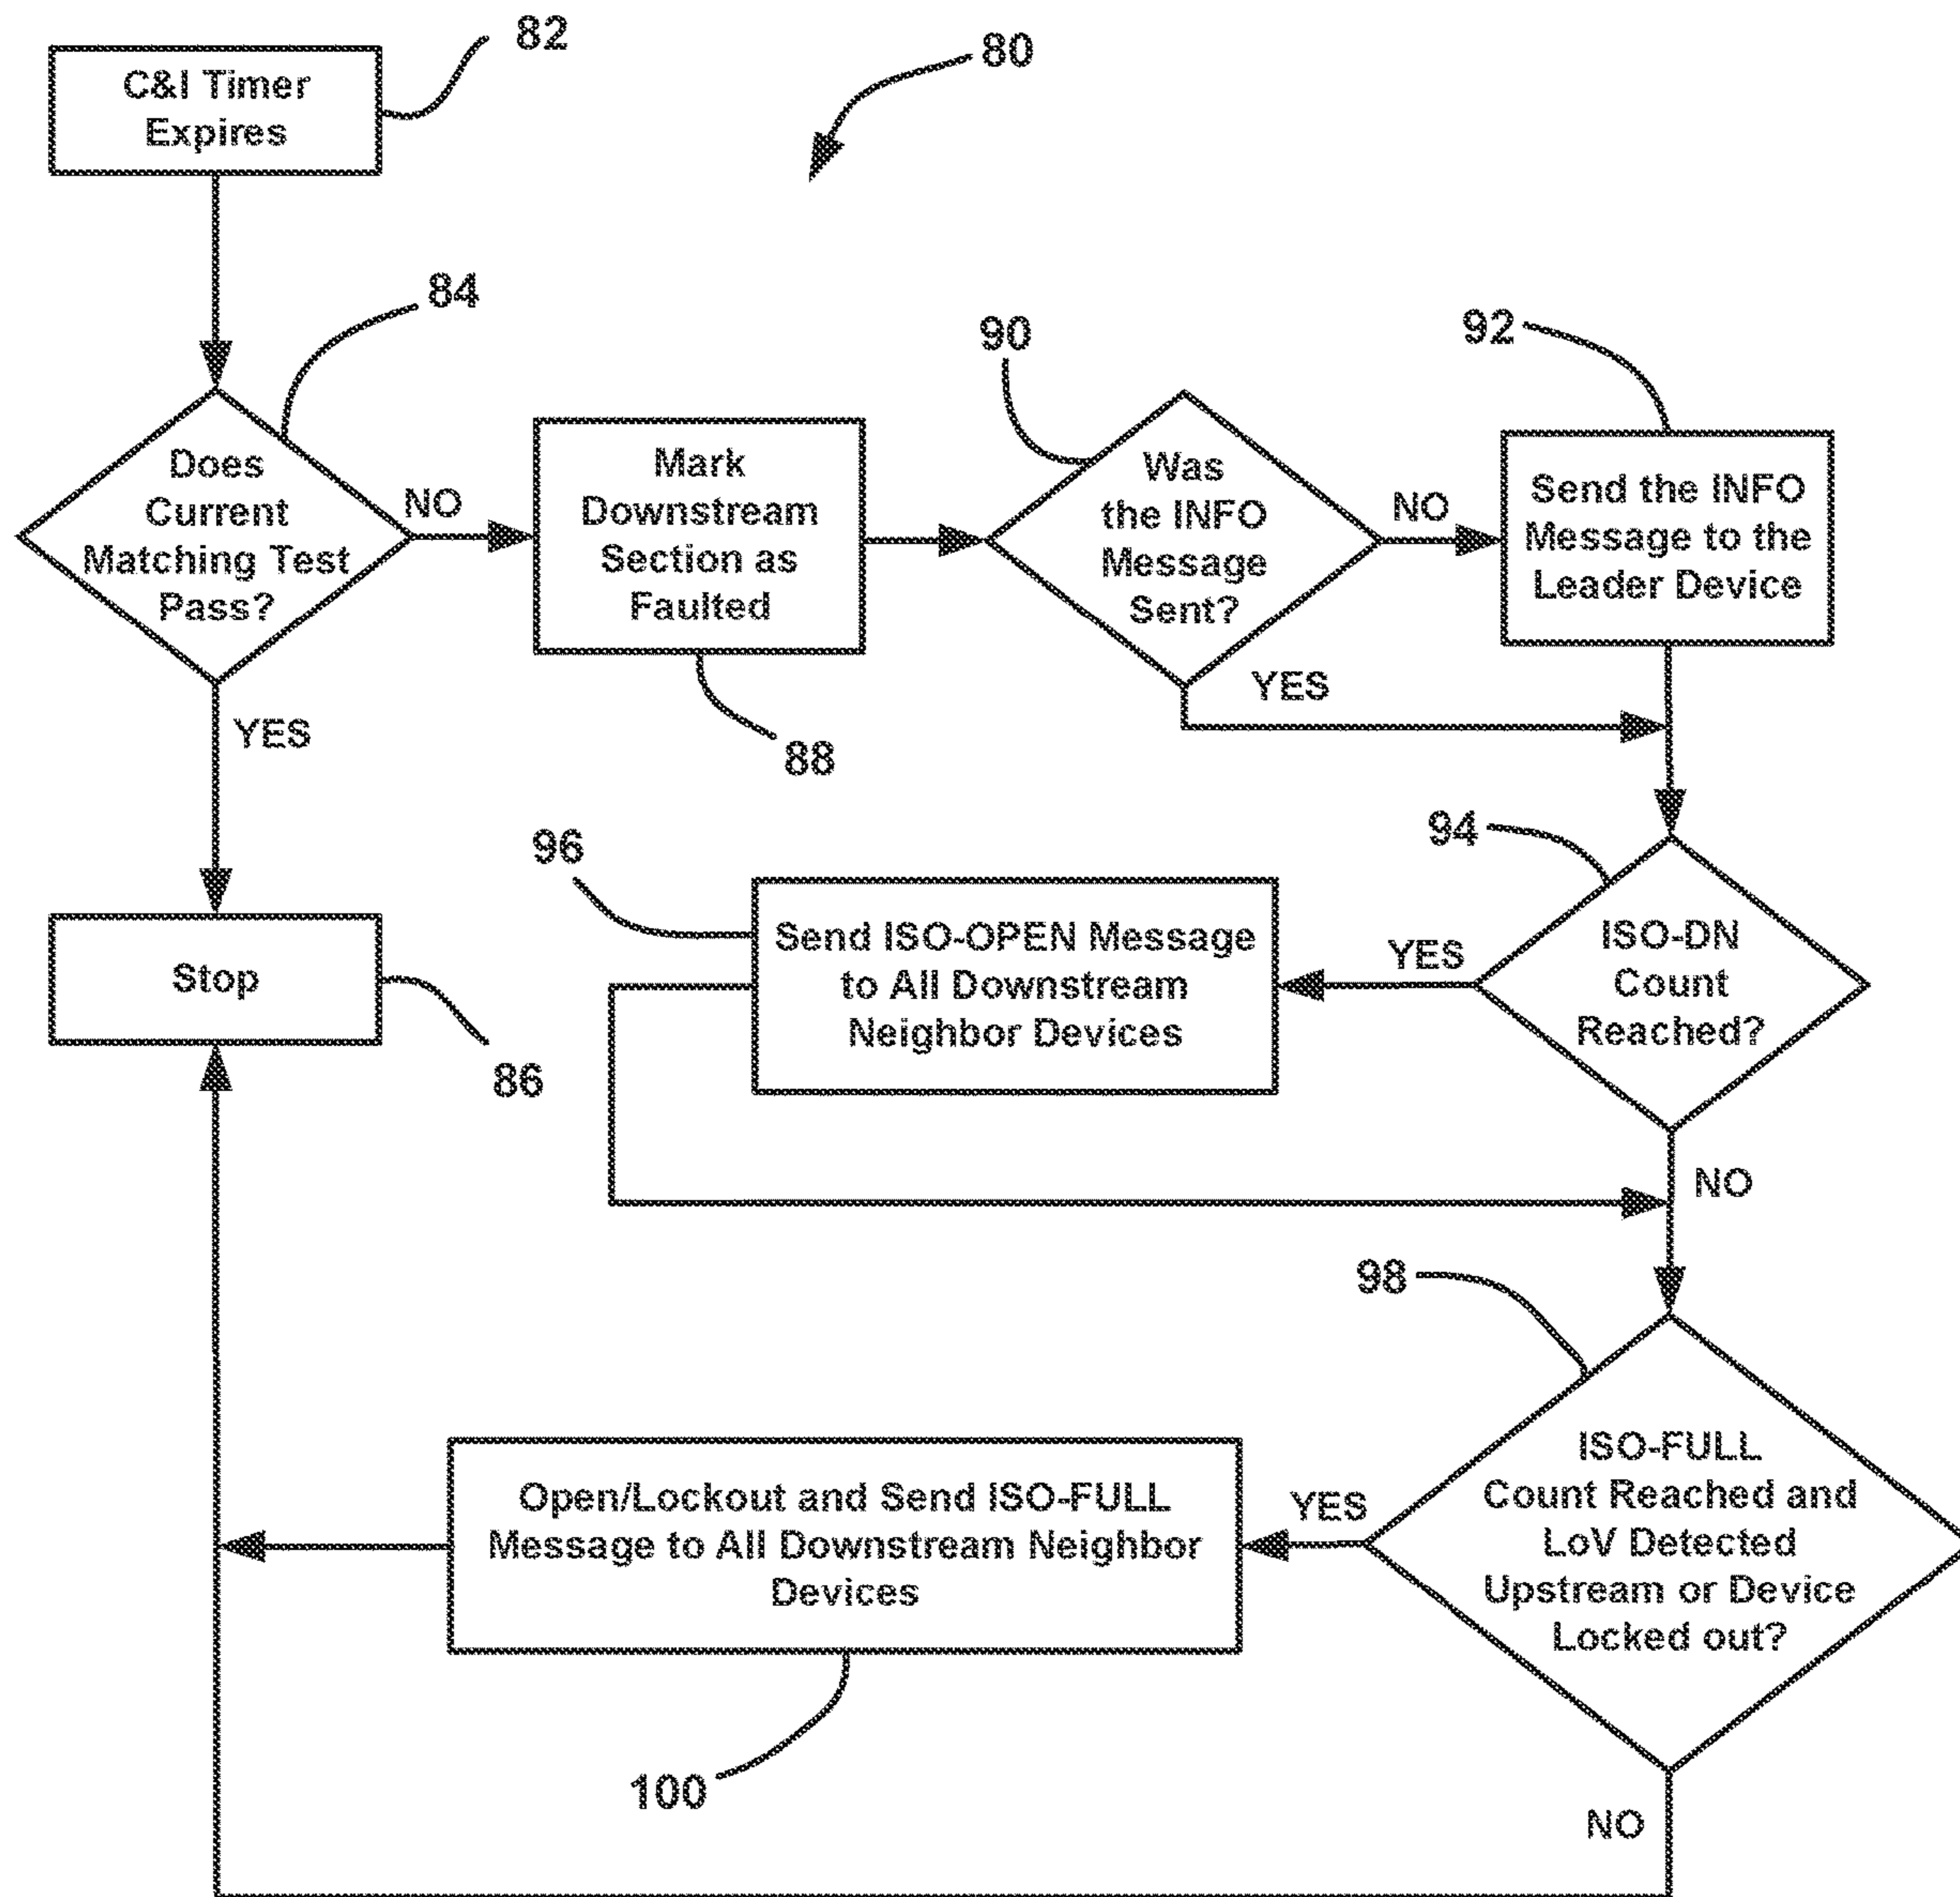 82
80
C&I Timer
Expires
84
90
92
Does
Current
Matching Test
Pass?
NO
Mark
Downstream
Section as
Faulted
Was
the INFO
Message
Sent?
NO
Send the INFO
Message to the
Leader Device
YES
88
YES
94
96
Send ISO-OPEN Message
to All Downstream
Neighbor Devices
YES
ISO-DN
Count
Reached?
Stop
86
NO
98
Open/Lockout and Send ISO-FULL
Message to All Downstream Neighbor
Devices
YES
ISO-FULL
Count Reached and
LoV Detected
Upstream or Device
Locked out?
100
NO